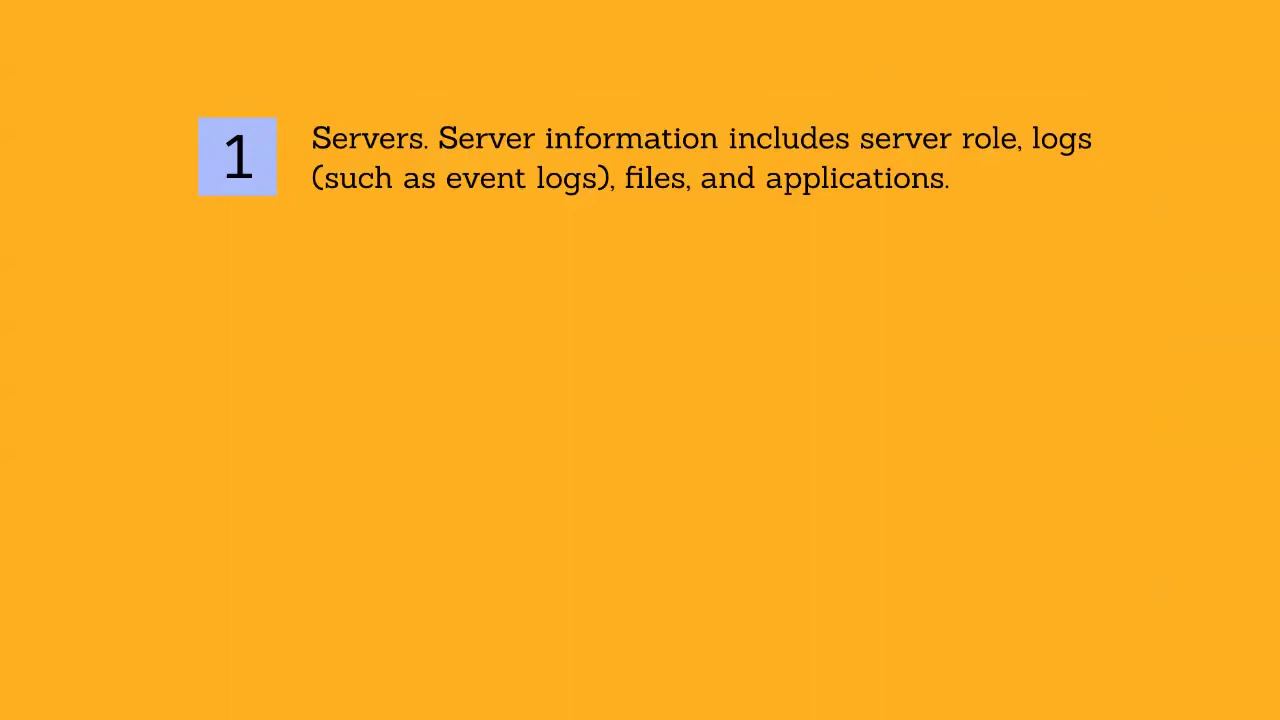 1
Servers. Server information includes server role, logs
(such as event logs), files, and applications.